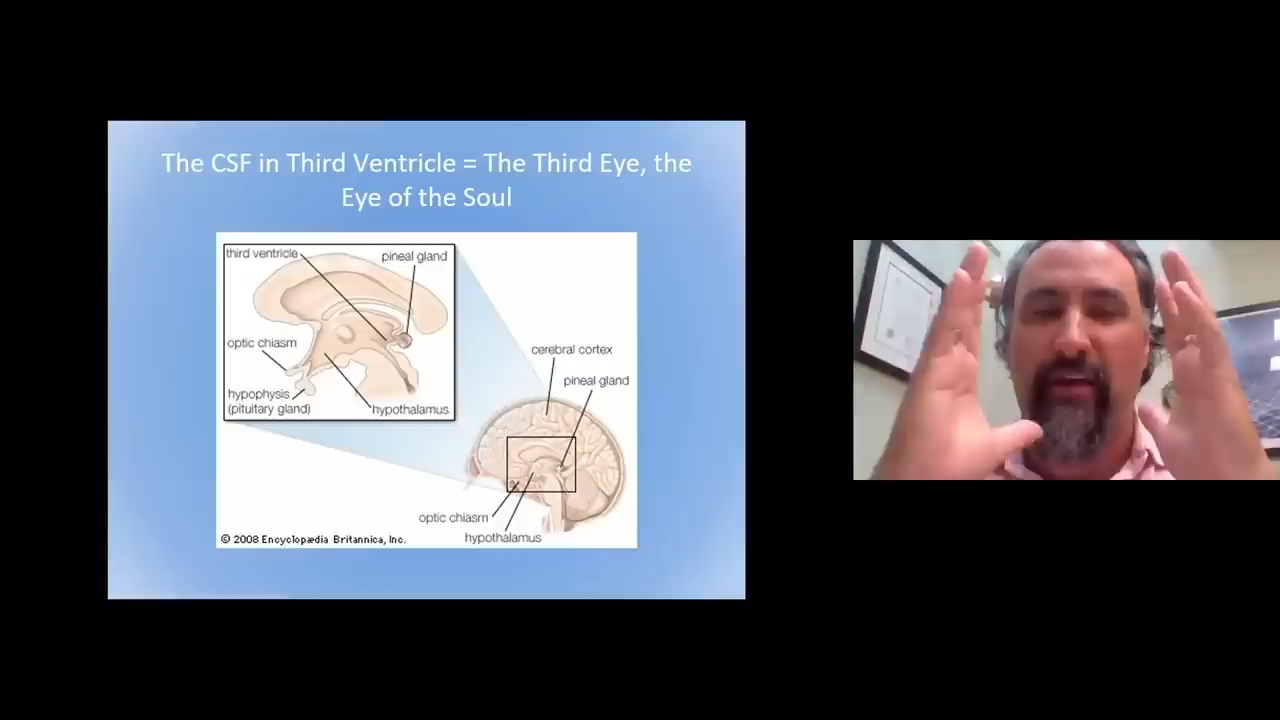 The CSF in Third Ventricle = The Third Eye, the
Eye of the Soul
third ventricle
pineal gland
optic chiasm
hypophysis
(pituitary gland)
hypothalamus
cerebral cortex
pineal gland
optic chiasm
hypothalamus
© 2008 Encyclopædia Britannica, Inc.